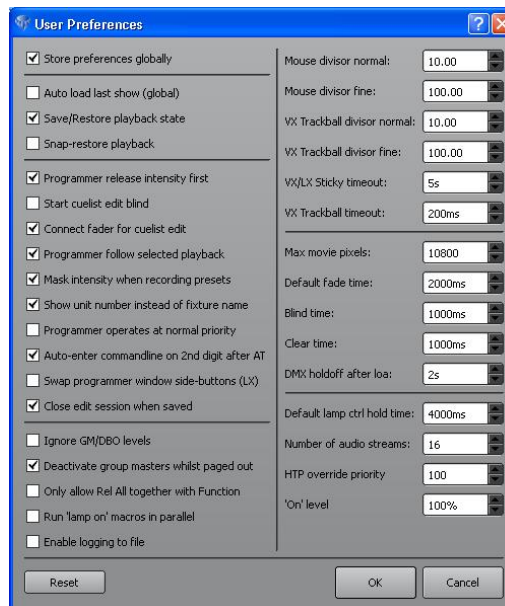 User Preferences
Store preferences globally
Auto load last show (global)
Save/Restore playback state
Snap-restore playback
Programmer release intensity first
Start cuelist edit blind
Connect fader for cuelist edit
Programmer follow selected playback
Mask intensity when recording presets
Show unit number instead of fixture name
Programmer operates at normal priority
Auto-enter commandline on 2nd digit after AT
Swap programmer window side-buttons (LX)
Close edit session when saved
Ignore GM/DBO levels
Deactivate group masters whilst paged out
Only allow Rel All together with Function
Run 'lamp on' macros in parallel
Enable logging to file
Mouse divisor normal: 10.00
Mouse divisor fine: 100.00
VX Trackball divisor normal: 10.00
VX Trackball divisor fine: 100.00
VX/LX Sticky timeout: 5s
VX Trackball timeout: 200ms
Max movie pixels: 10800
Default fade time: 2000ms
Blind time: 1000ms
Clear time: 1000ms
DMX holdoff after loa: 2s
Default lamp ctrl hold time: 4000ms
Number of audio streams: 16
HTP override priority 100
'On' level 100%
Reset
OK
Cancel